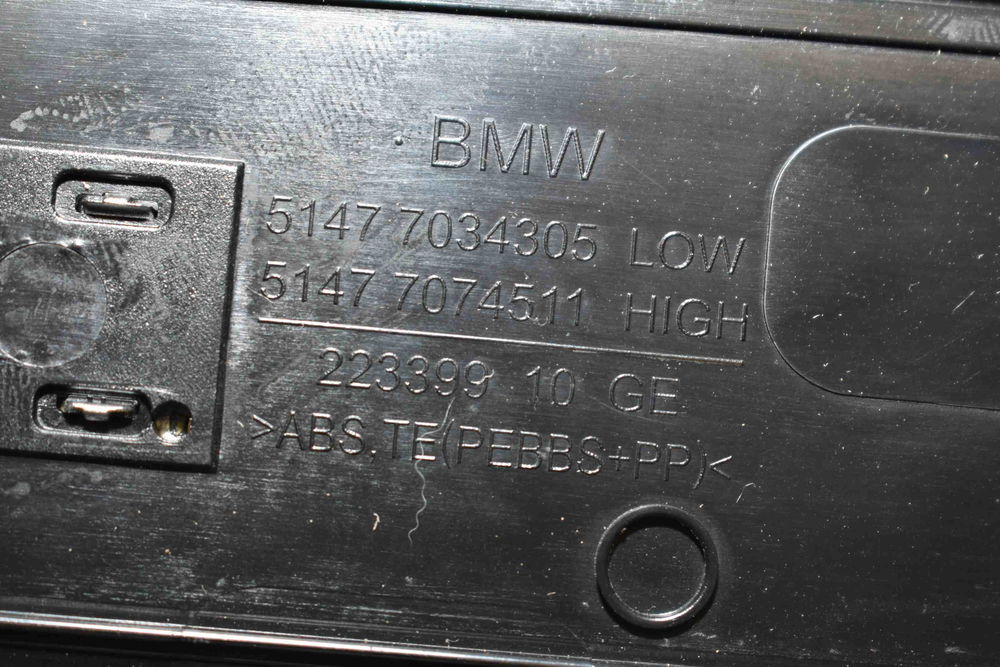 BMW
5147 7034305 LOW
5147 7074511 HIGH
223399 10 GE
>ABS,TE(PEBBS+PP)<